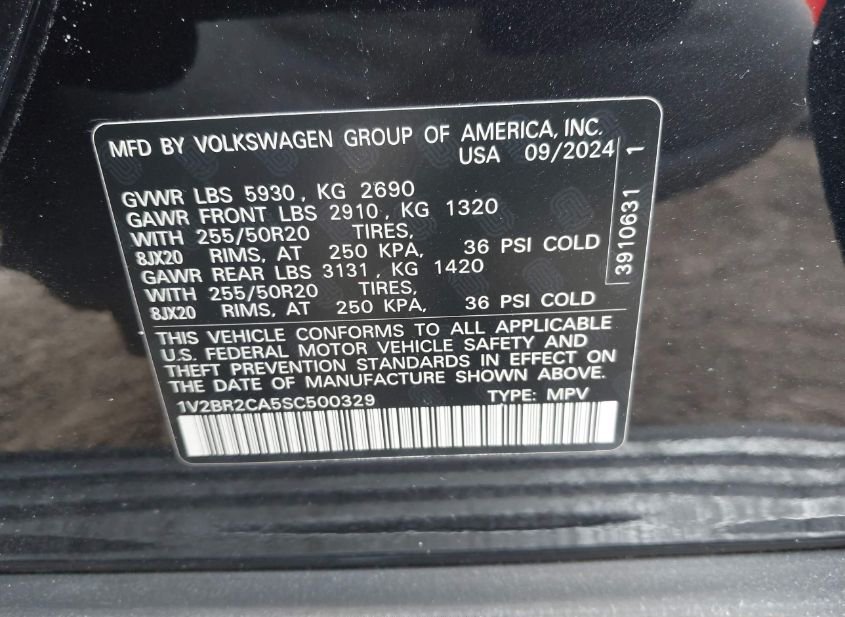 MFD BY VOLKSWAGEN GROUP OF AMERICA, INC.
USA 09/2024
GVWR LBS 5930, KG 2690
GAWR FRONT LBS 2910, KG 1320
WITH 255/50R20 TIRES,
8JX20 RIMS, AT 250 KPA, 36 PSI COLD
GAWR REAR LBS 3131, KG 1420
WITH 255/50R20 TIRES,
8JX20 RIMS, AT 250 KPA, 36 PSI COLD
THIS VEHICLE CONFORMS TO ALL APPLICABLE
U.S. FEDERAL MOTOR VEHICLE SAFETY AND
THEFT PREVENTION STANDARDS IN EFFECT ON
THE DATE OF MANUFACTURE SHOWN ABOVE.
1V2BR2CA5SC500329 TYPE: MPV
3910631 1